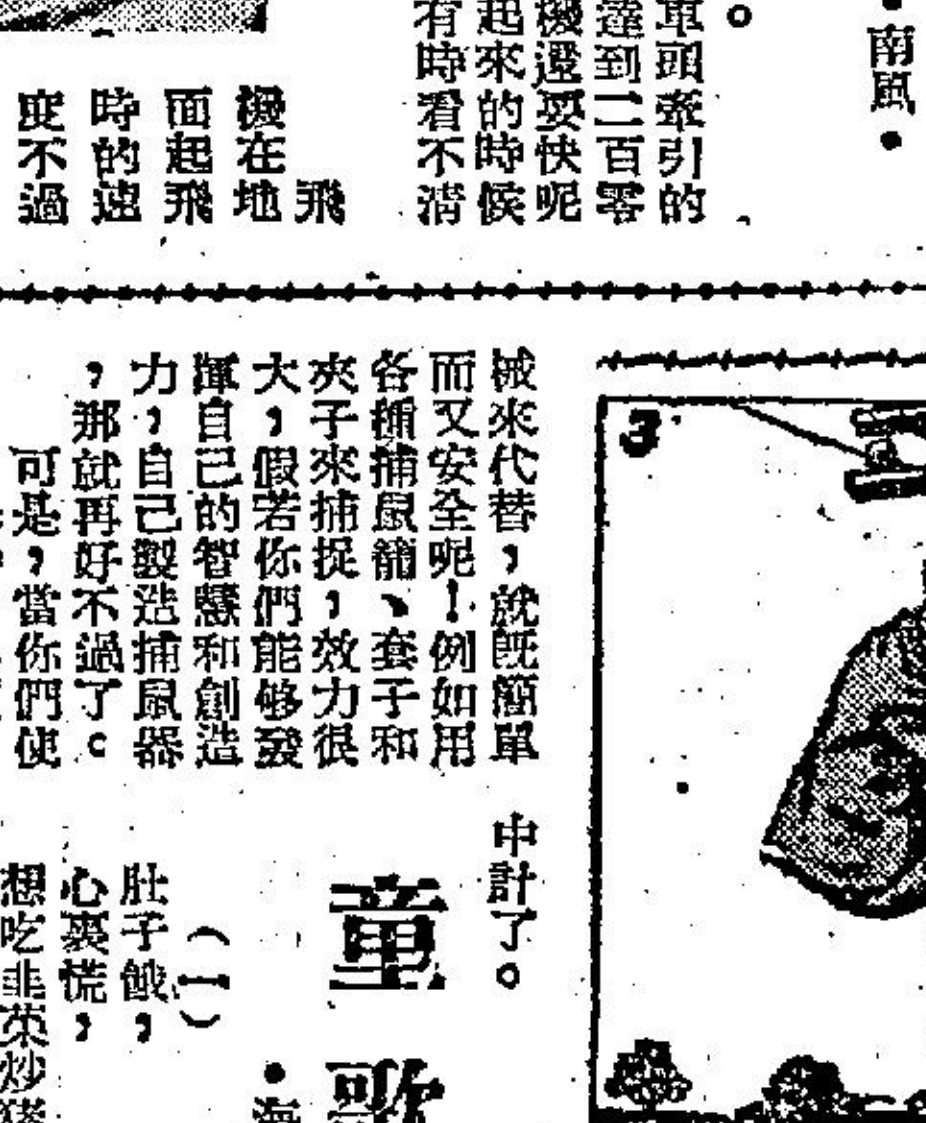 •南風•
。
車頭牽引的
達到二百零
機還要快呢
起來的時候
有時看不清
飛
機在地
面起飛
時的速
度不過
3
械來代替，就既簡單
而又安全呢！例如用
各種捕鼠籠、套子和
夾子來捕捉，效力很
大，假若你們能够發
揮自己的智慧和創造
力，自己製造捕鼠器
，那就再好不過了。
可是，當你們使
中計了。
童歌
•海
（一）
肚子餓，
心裏慌，
想吃韭菜炒豬